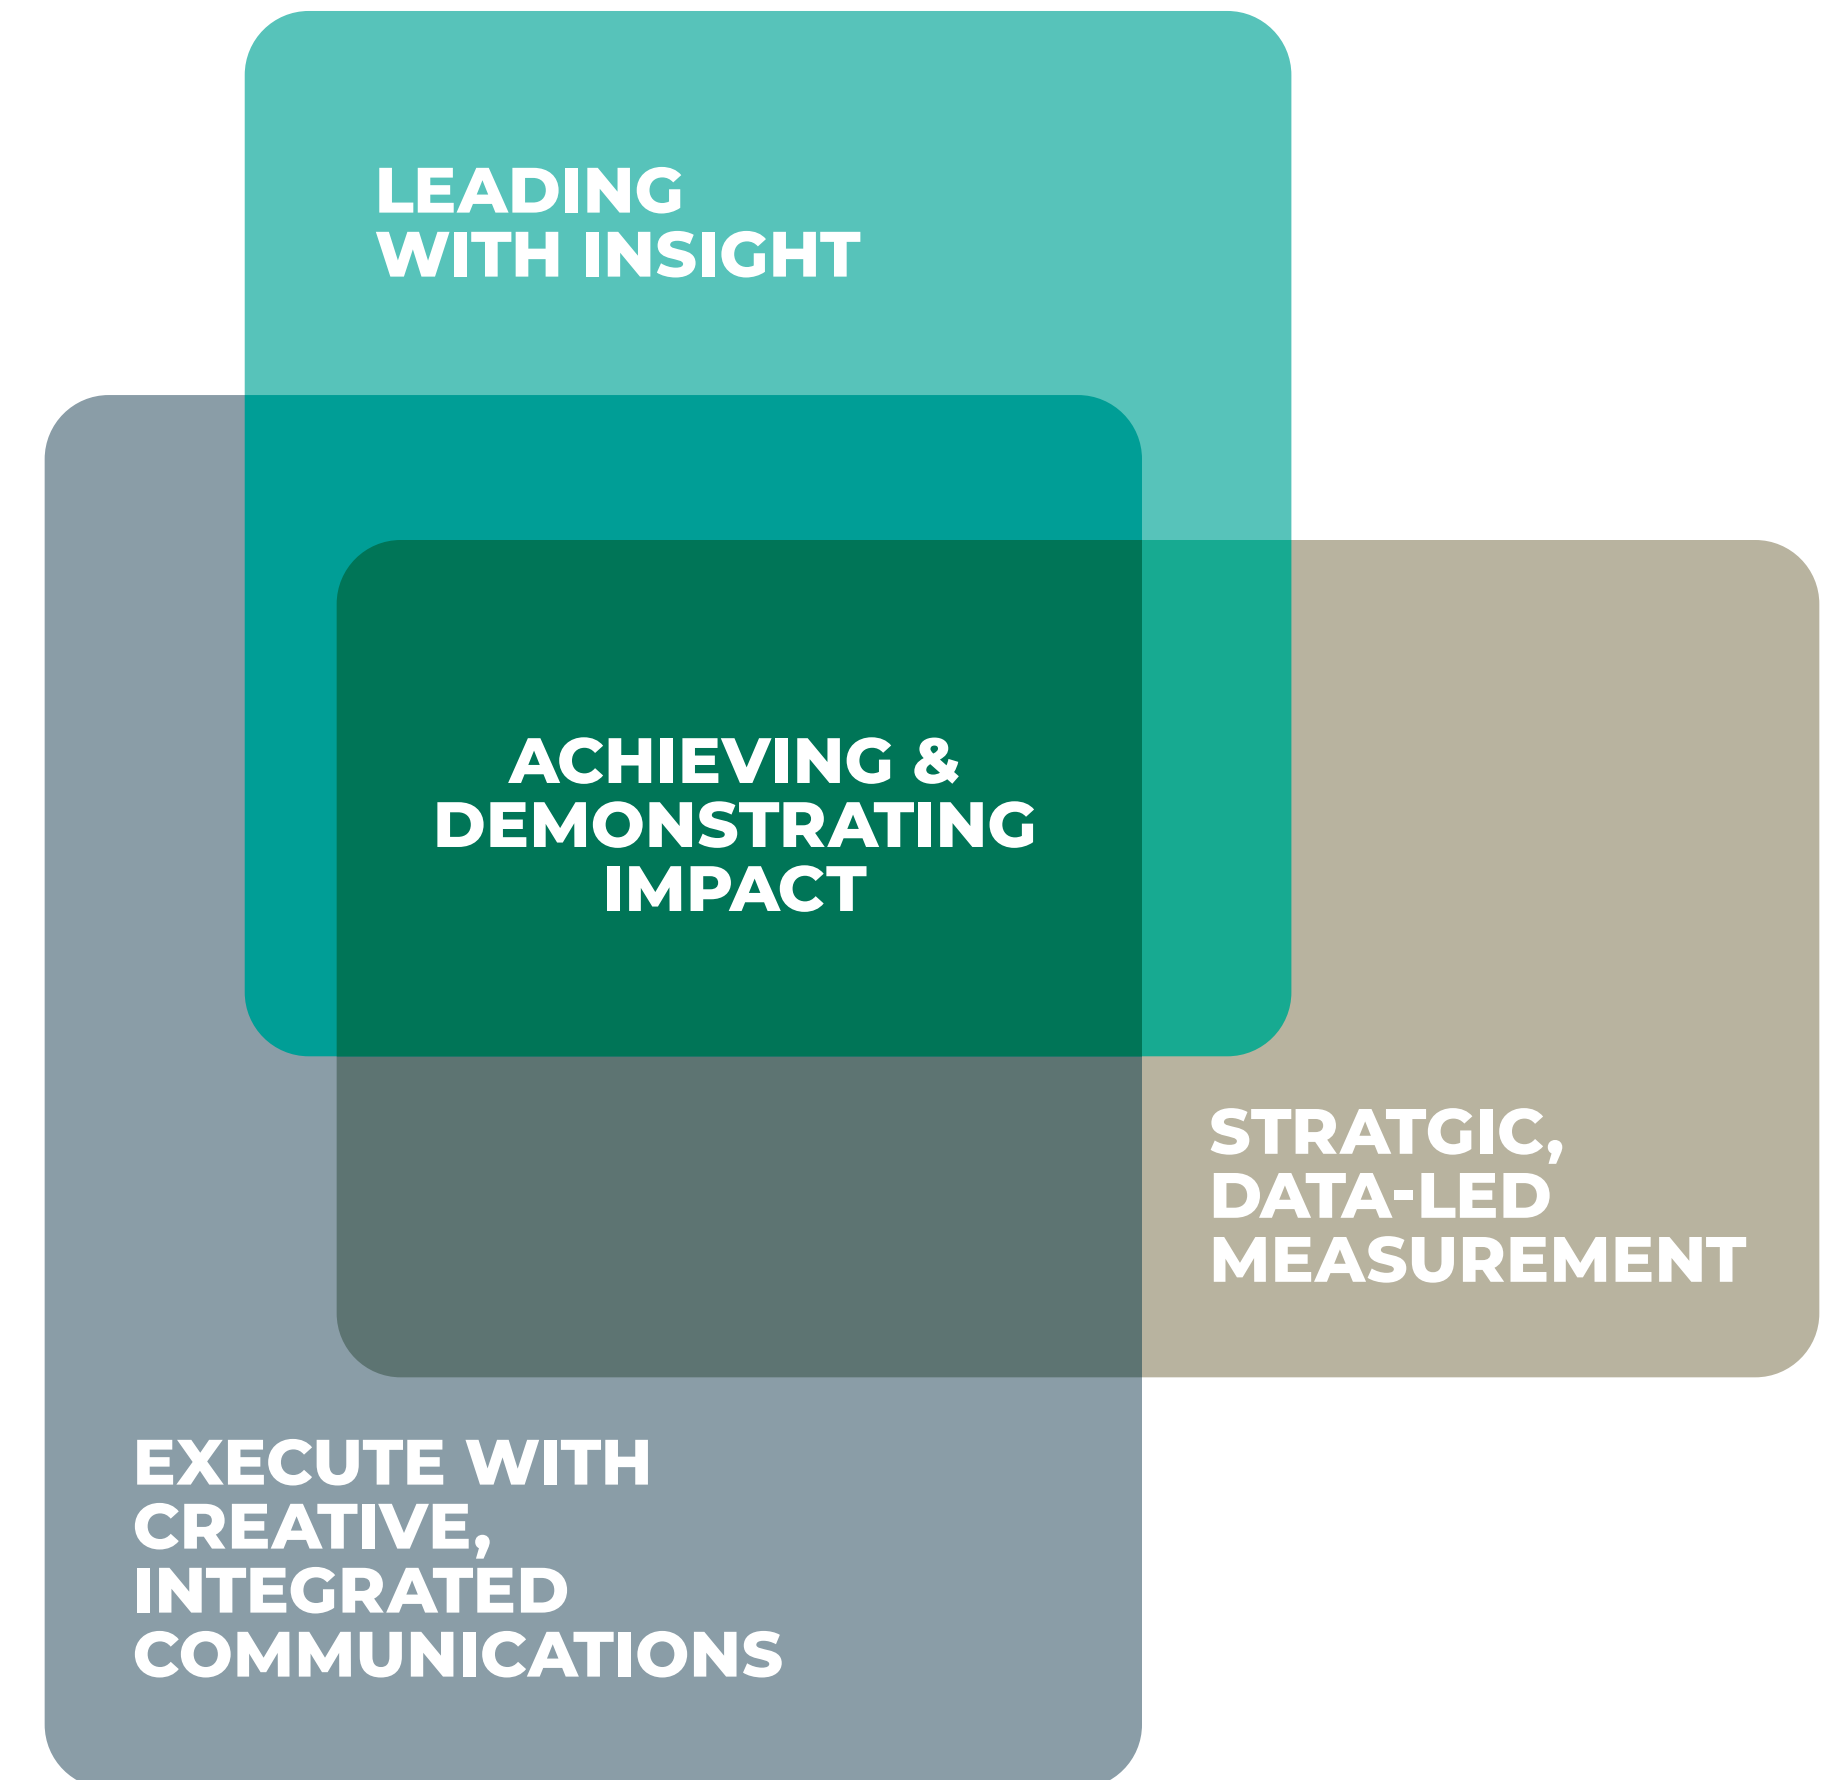 LEADING
WITH INSIGHT
ACHIEVING &
DEMONSTRATING
IMPACT
STRATGIC,
DATA-LED
MEASUREMENT
EXECUTE WITH
CREATIVE,
INTEGRATED
COMMUNICATIONS